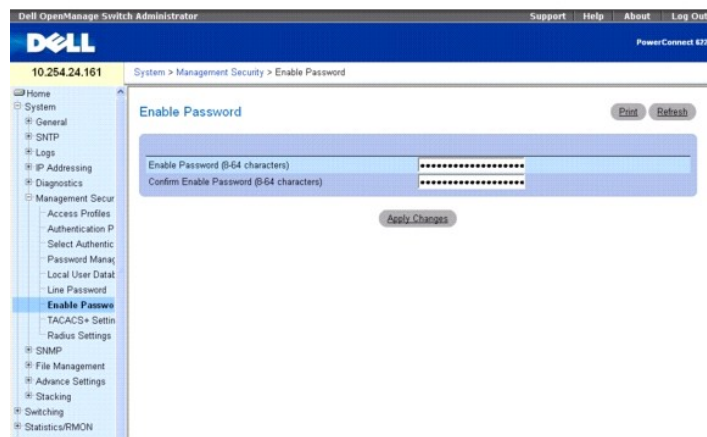 Dell OpenManage Switch Administrator
Support Help About Log Out
DELL
PowerConnect 622
10.254.24.161
System > Management Security > Enable Password
Home
System
General
SNTP
Logs
IP Addressing
Diagnostics
Management Secur
Access Profiles
Authentication P
Select Authentic
Password Manag
Local User Datab
Line Password
Enable Passwo
TACACS+ Settin
Radius Settings
SNMP
File Management
Advance Settings
Stacking
Switching
Statistics/RMON
Enable Password
Print Refresh
Enable Password (8-64 characters)
Confirm Enable Password (8-64 characters)
Apply Changes